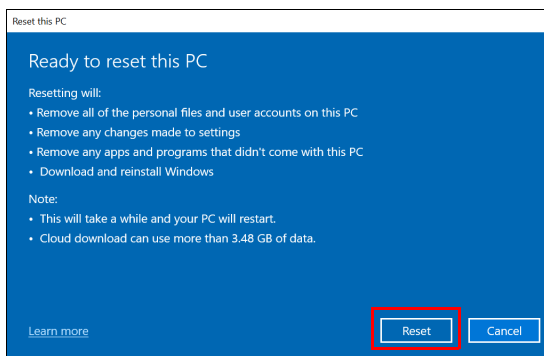 Reset this PC
Ready to reset this PC
Resetting will:
• Remove all of the personal files and user accounts on this PC
• Remove any changes made to settings
• Remove any apps and programs that didn't come with this PC
• Download and reinstall Windows
Note:
• This will take a while and your PC will restart.
• Cloud download can use more than 3.48 GB of data.
Learn more
Reset
Cancel